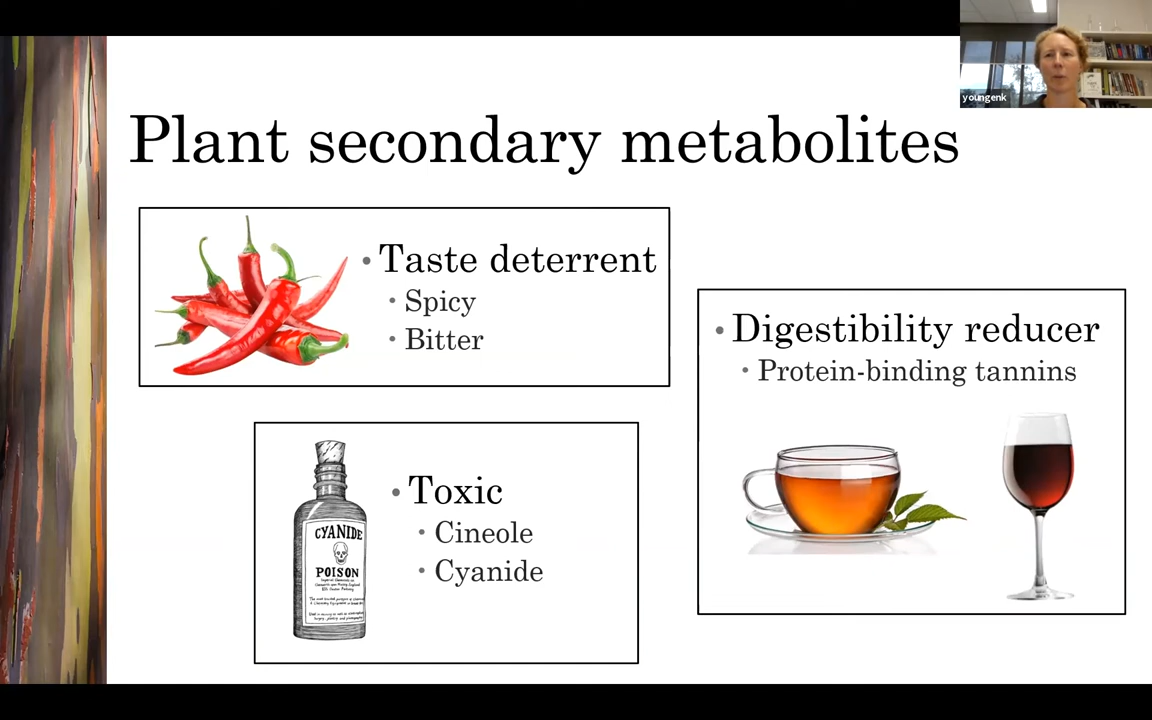 youngenk
Plant secondary metabolites
• Taste deterrent
• Spicy
• Bitter
• Digestibility reducer
• Protein-binding tannins
• Toxic
• Cineole
• Cyanide
CYANIDE
POISON